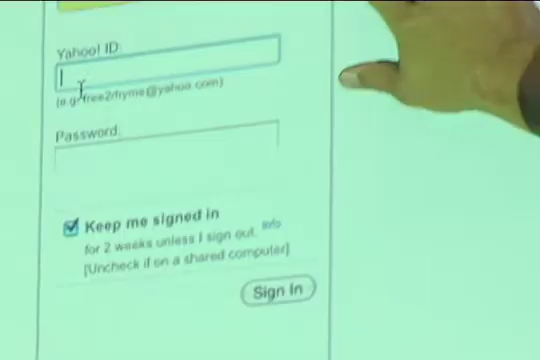 Yahoo! ID:
(e.g. free2rhyme@yahoo.com)
Password:
Keep me signed in
for 2 weeks unless I sign out. Info
[Uncheck if on a shared computer]
Sign In